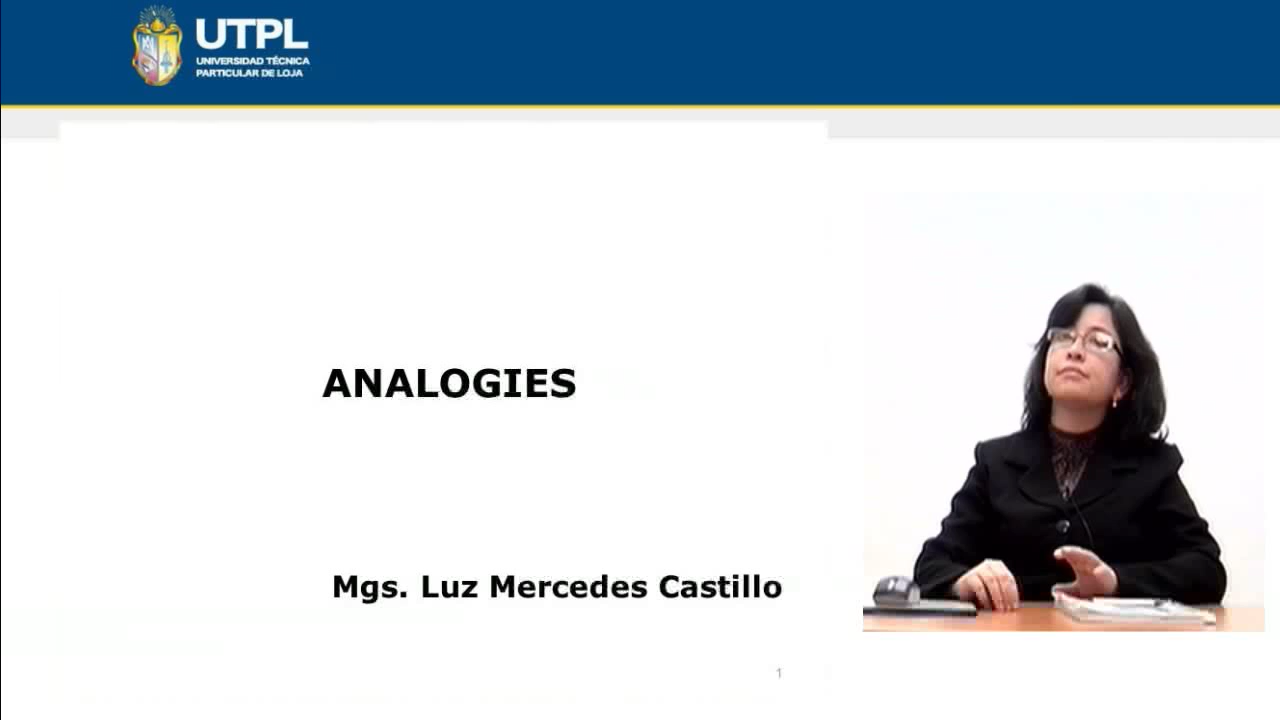 UTPL
UNIVERSIDAD TÉCNICA
PARTICULAR DE LOJA
ANALOGIES
Mgs. Luz Mercedes Castillo
1